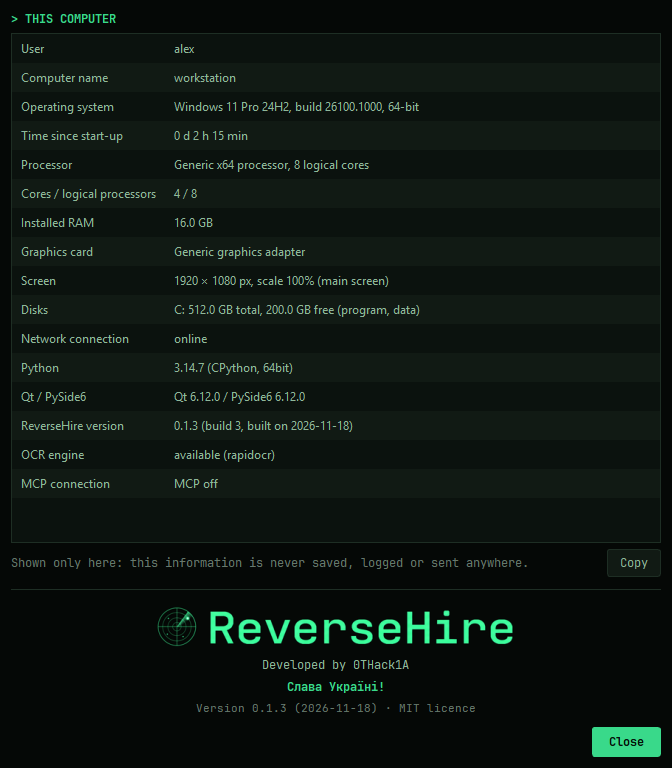 > THIS COMPUTER
User alex
Computer name workstation
Operating system Windows 11 Pro 24H2, build 26100.1000, 64-bit
Time since start-up 0 d 2 h 15 min
Processor Generic x64 processor, 8 logical cores
Cores / logical processors 4 / 8
Installed RAM 16.0 GB
Graphics card Generic graphics adapter
Screen 1920 × 1080 px, scale 100% (main screen)
Disks C: 512.0 GB total, 200.0 GB free (program, data)
Network connection online
Python 3.14.7 (CPython, 64bit)
Qt / PySide6 Qt 6.12.0 / PySide6 6.12.0
ReverseHire version 0.1.3 (build 3, built on 2026-11-18)
OCR engine available (rapidocr)
MCP connection MCP off
Shown only here: this information is never saved, logged or sent anywhere. Copy
ReverseHire
Developed by 0THack1A
Слава Україні!
Version 0.1.3 (2026-11-18) · MIT licence
Close